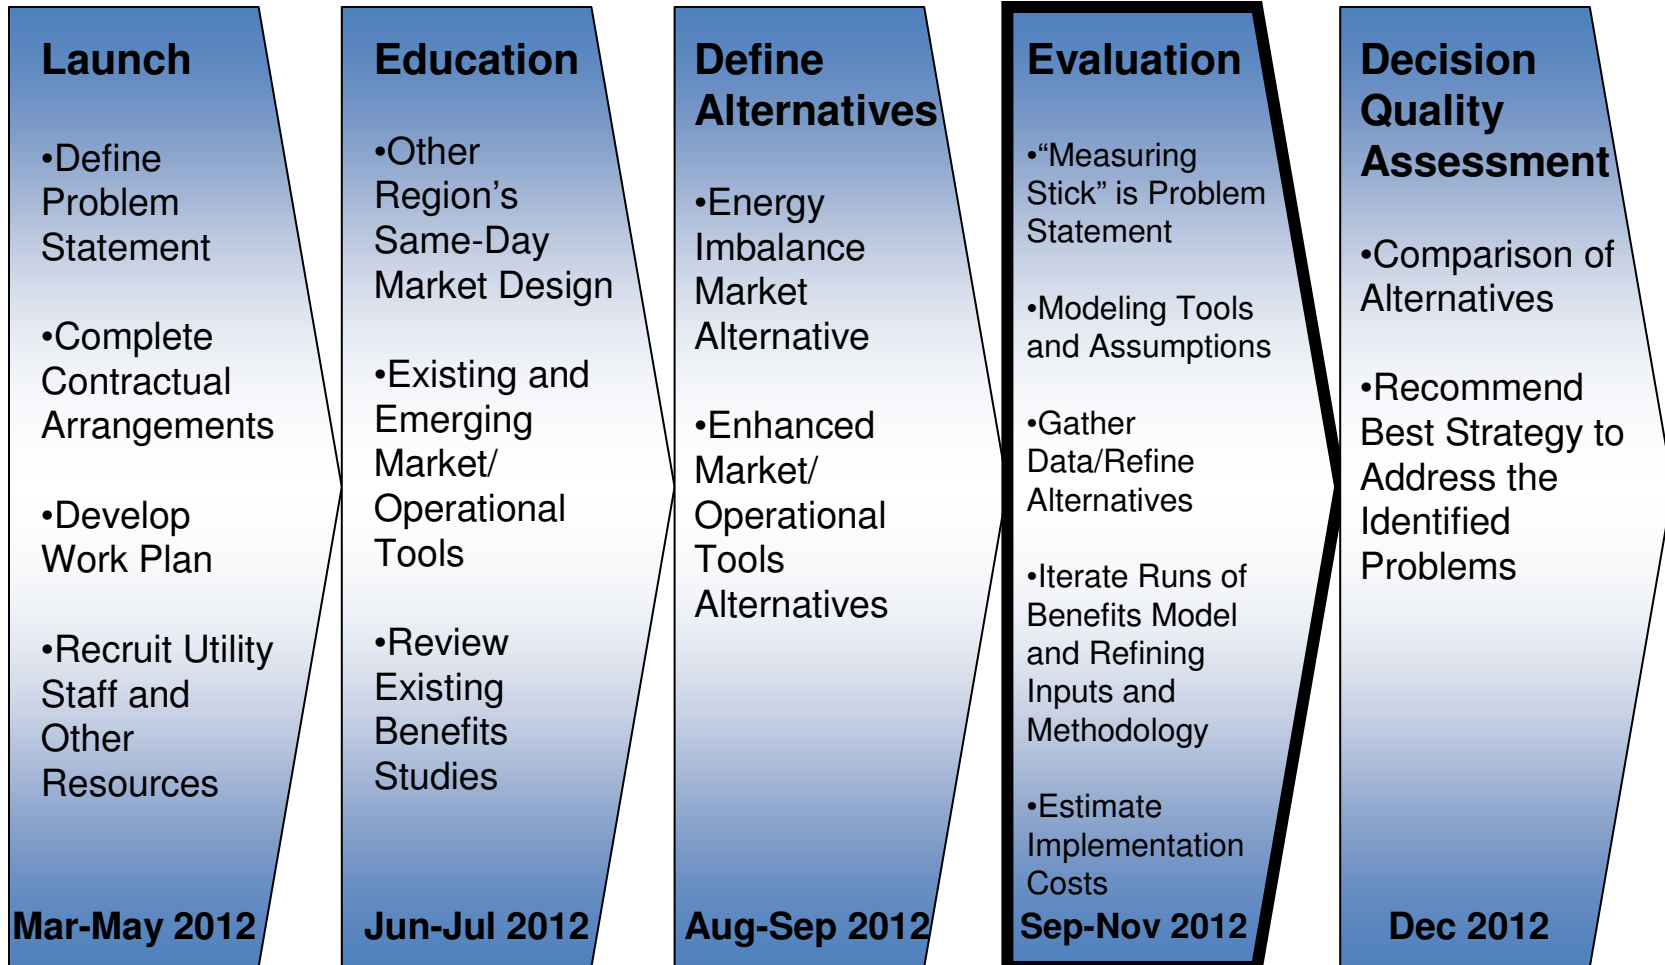 Launch
•Define
Problem
Statement
•Complete
Contractual
Arrangements
•Develop
Work Plan
•Recruit Utility
Staff and
Other
Resources
Mar-May 2012
Education
•Other
Region’s
Same-Day
Market Design
•Existing and
Emerging
Market/
Operational
Tools
•Review
Existing
Benefits
Studies
Jun-Jul 2012
Define
Alternatives
•Energy
Imbalance
Market
Alternative
•Enhanced
Market/
Operational
Tools
Alternatives
Aug-Sep 2012
Evaluation
•“Measuring
Stick” is Problem
Statement
•Modeling Tools
and Assumptions
•Gather
Data/Refine
Alternatives
•Iterate Runs of
Benefits Model
and Refining
Inputs and
Methodology
•Estimate
Implementation
Costs
Sep-Nov 2012
Decision
Quality
Assessment
•Comparison of
Alternatives
•Recommend
Best Strategy to
Address the
Identified
Problems
Dec 2012